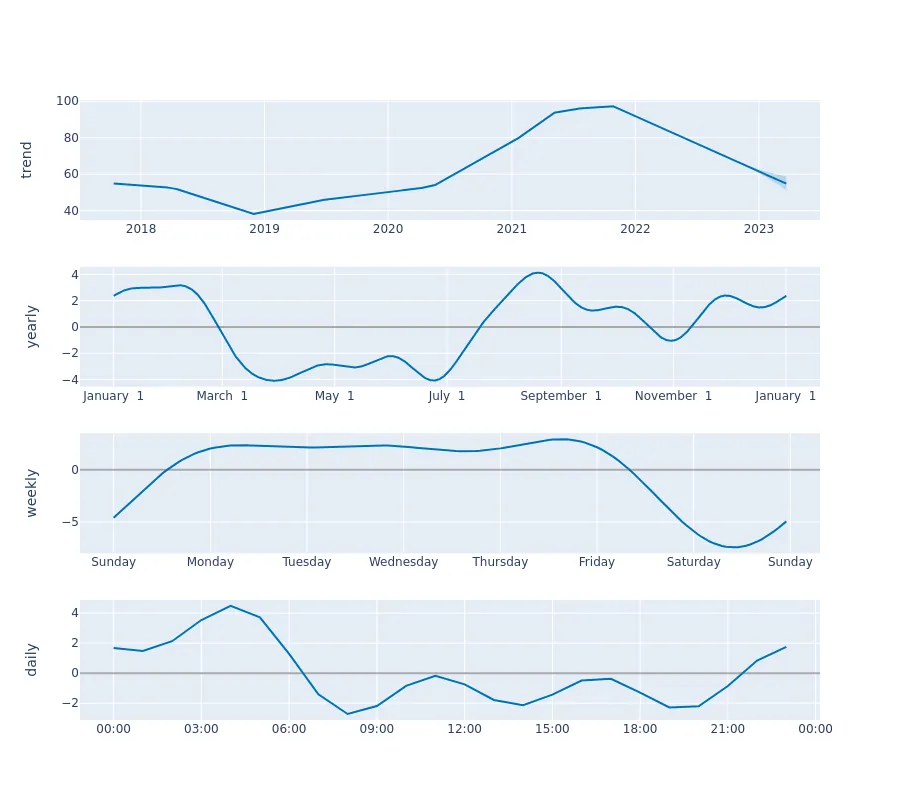 trend
100
80
60
40
2018 2019 2020 2021 2022 2023
yearly
4
2
0
−2
−4
January 1 March 1 May 1 July 1 September 1 November 1 January 1
weekly
0
−5
Sunday Monday Tuesday Wednesday Thursday Friday Saturday Sunday
daily
4
2
0
−2
00:00 03:00 06:00 09:00 12:00 15:00 18:00 21:00 00:00